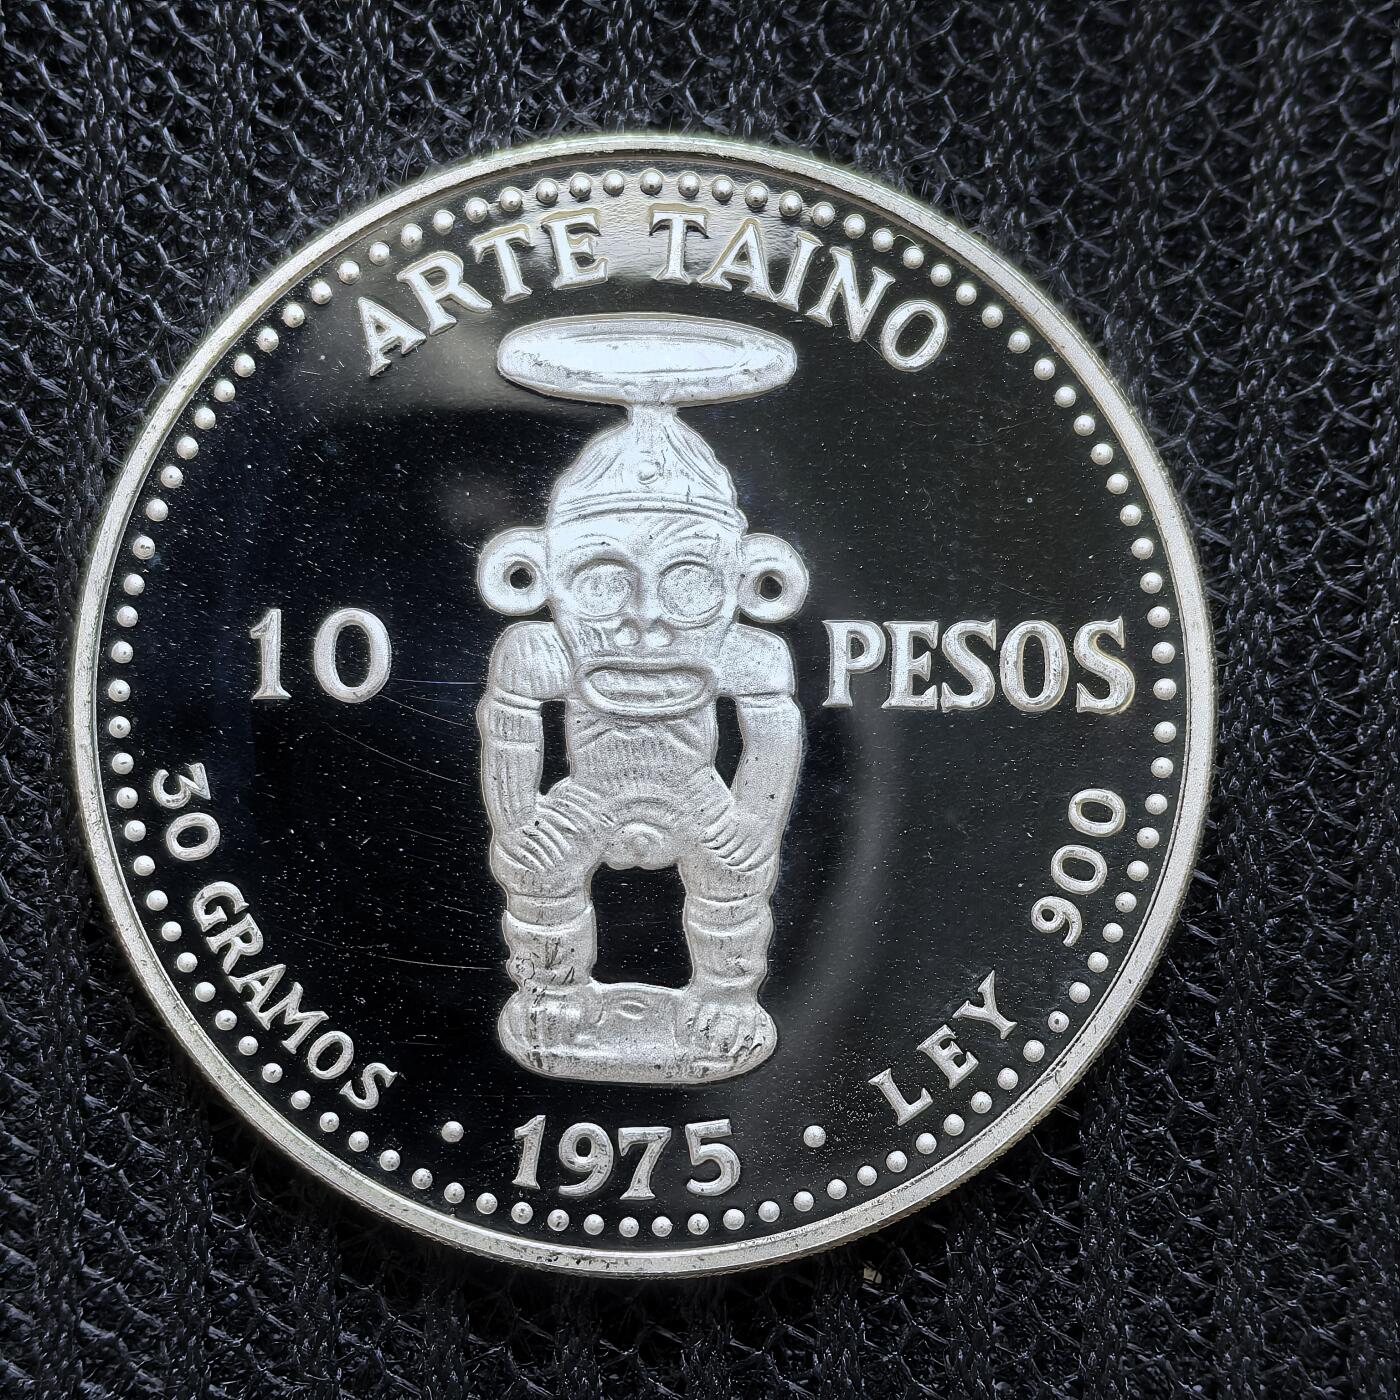 ARTE TAINO
10 PESOS
30 GRAMOS · 1975 · LEY 900